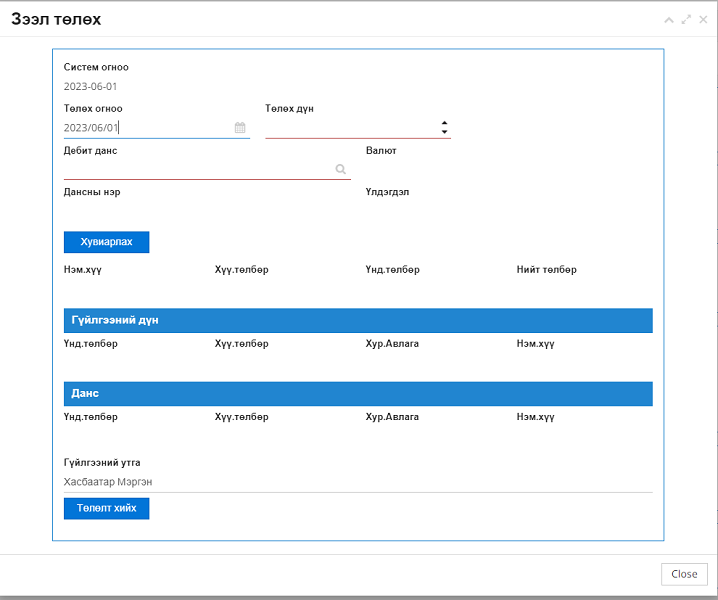 Зээл төлөх
Систем огноо
2023-06-01
Төлөх огноо Төлөх дүн
2023/06/01
Дебит данс Валют
Дансны нэр Үлдэгдэл
Хувиарлах
Нэм.хүү Хүү.төлбөр Үнд.төлбөр Нийт төлбөр
Гүйлгээний дүн
Үнд.төлбөр Хүү.төлбөр Хур.Авлага Нэм.хүү
Данс
Үнд.төлбөр Хүү.төлбөр Хур.Авлага Нэм.хүү
Гүйлгээний утга
Хасбаатар Мэргэн
Төлөлт хийх
Close